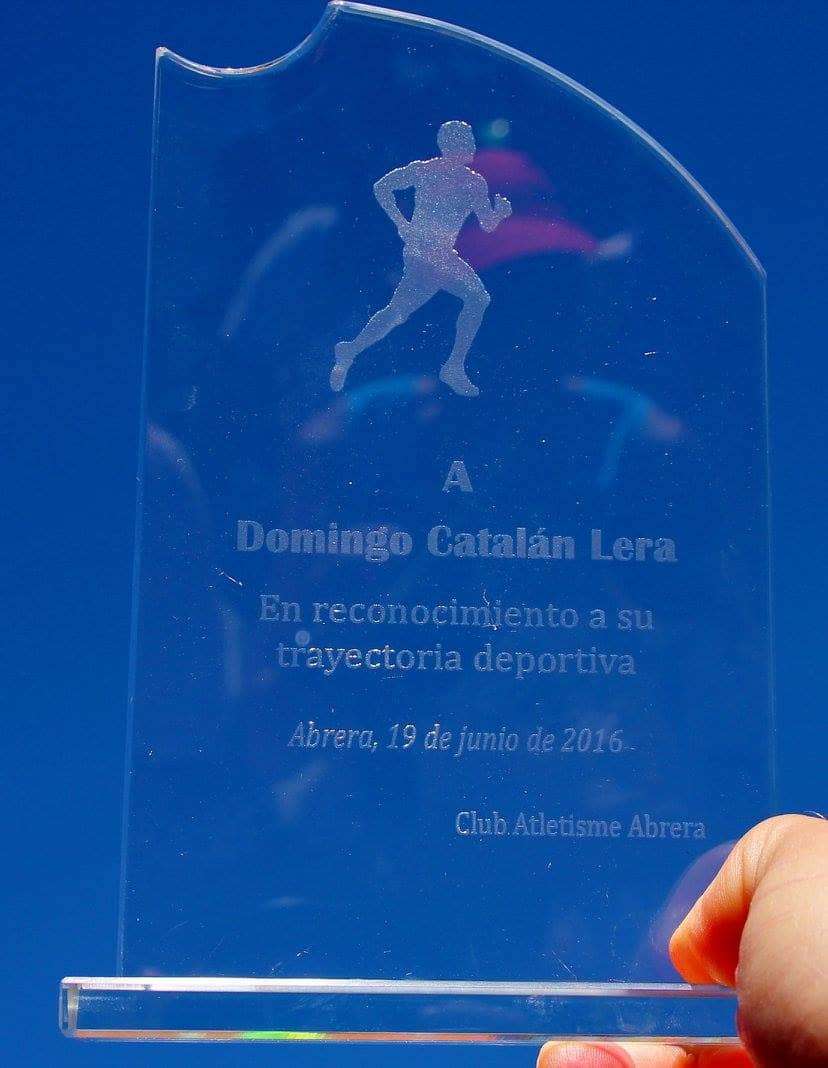 A
Domingo Catalán Lera
En reconocimiento a su
trayectoria deportiva
Abrera, 19 de junio de 2016
Club Atletisme Abrera